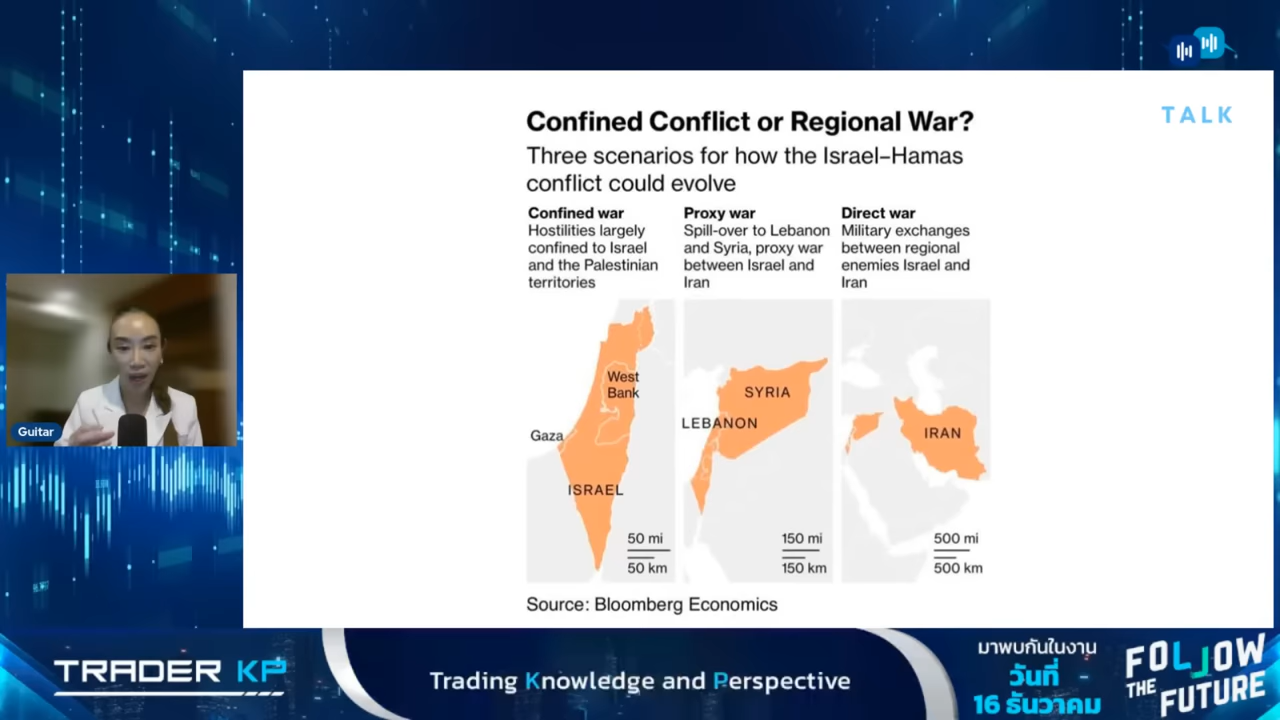 TALK
Confined Conflict or Regional War?
Three scenarios for how the Israel–Hamas
conflict could evolve
Confined war
Hostilities largely
confined to Israel
and the Palestinian
territories
Proxy war
Spill-over to Lebanon
and Syria, proxy war
between Israel and
Iran
Direct war
Military exchanges
between regional
enemies Israel and
Iran
West
Bank
Gaza
ISRAEL
50 mi
50 km
SYRIA
LEBANON
150 mi
150 km
IRAN
500 mi
500 km
Source: Bloomberg Economics
Guitar
TRADER KP
Trading Knowledge and Perspective
มาพบกันในงาน
วันที่
16 ธันวาคม
FOLLOW
THE FUTURE